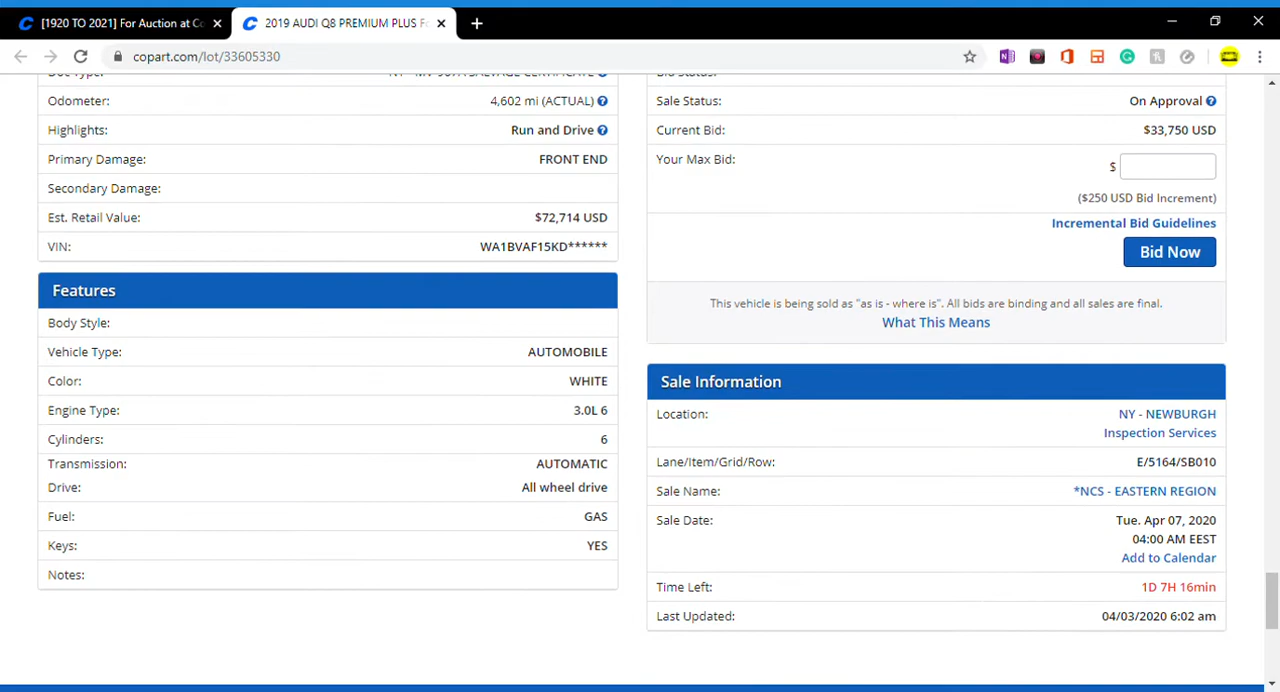 [1920 TO 2021] For Auction at Co
2019 AUDI Q8 PREMIUM PLUS F
copart.com/lot/33605330
Odometer: 4,602 mi (ACTUAL)
Highlights: Run and Drive
Primary Damage: FRONT END
Secondary Damage:
Est. Retail Value: $72,714 USD
VIN: WA1BVAF15KD******
Features
Body Style:
Vehicle Type: AUTOMOBILE
Color: WHITE
Engine Type: 3.0L 6
Cylinders: 6
Transmission: AUTOMATIC
Drive: All wheel drive
Fuel: GAS
Keys: YES
Notes:
Bid Status:
Sale Status: On Approval
Current Bid: $33,750 USD
Your Max Bid:
$
($250 USD Bid Increment)
Incremental Bid Guidelines
Bid Now
This vehicle is being sold as "as is - where is". All bids are binding and all sales are final.
What This Means
Sale Information
Location: NY - NEWBURGH
Inspection Services
Lane/Item/Grid/Row: E/5164/SB010
Sale Name: *NCS - EASTERN REGION
Sale Date: Tue. Apr 07, 2020
04:00 AM EEST
Add to Calendar
Time Left: 1D 7H 16min
Last Updated: 04/03/2020 6:02 am